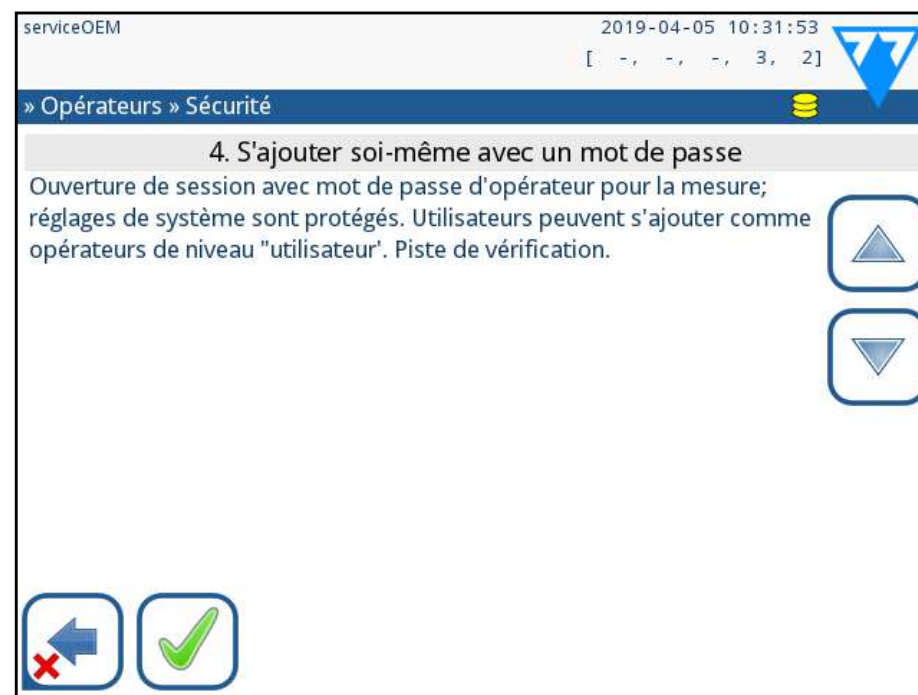 serviceOEM
2019-04-05 10:31:53
[ -, -, -, 3, 2]
» Opérateurs » Sécurité
4. S'ajouter soi-même avec un mot de passe
Ouverture de session avec mot de passe d'opérateur pour la mesure;
réglages de système sont protégés. Utilisateurs peuvent s'ajouter comme
opérateurs de niveau "utilisateur'. Piste de vérification.